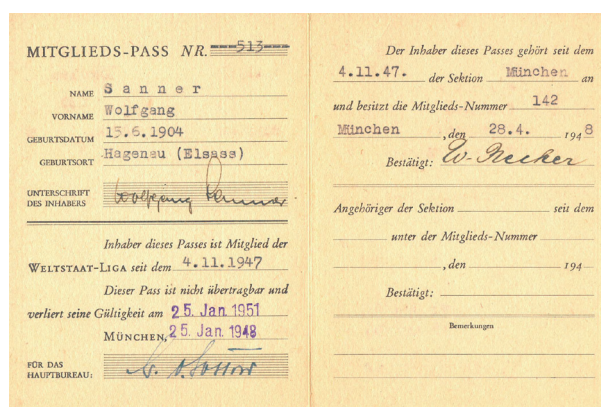 MITGLIEDS-PASS NR. 513
NAME Sanner
VORNAME Wolfgang
GEBURTSDATUM 15.6.1904
GEBURTSORT Hagenau (Elsass)
UNTERSCHRIFT
DES INHABERS Wolfgang Sanner
Inhaber dieses Passes ist Mitglied der
WELTSTAAT-LIGA seit dem 4.11.1947
Dieser Pass ist nicht übertragbar und
verliert seine Gültigkeit am 25. Jan 1951
MÜNCHEN, 25. Jan 1948
FÜR DAS
HAUPTBUREAU:
Der Inhaber dieses Passes gehört seit dem
4.11.47. der Sektion München an
und besitzt die Mitglieds-Nummer 142
München , den 28.4. 1948
Bestätigt:
Angehöriger der Sektion seit dem
unter der Mitglieds-Nummer
, den 194
Bestätigt:
Bemerkungen